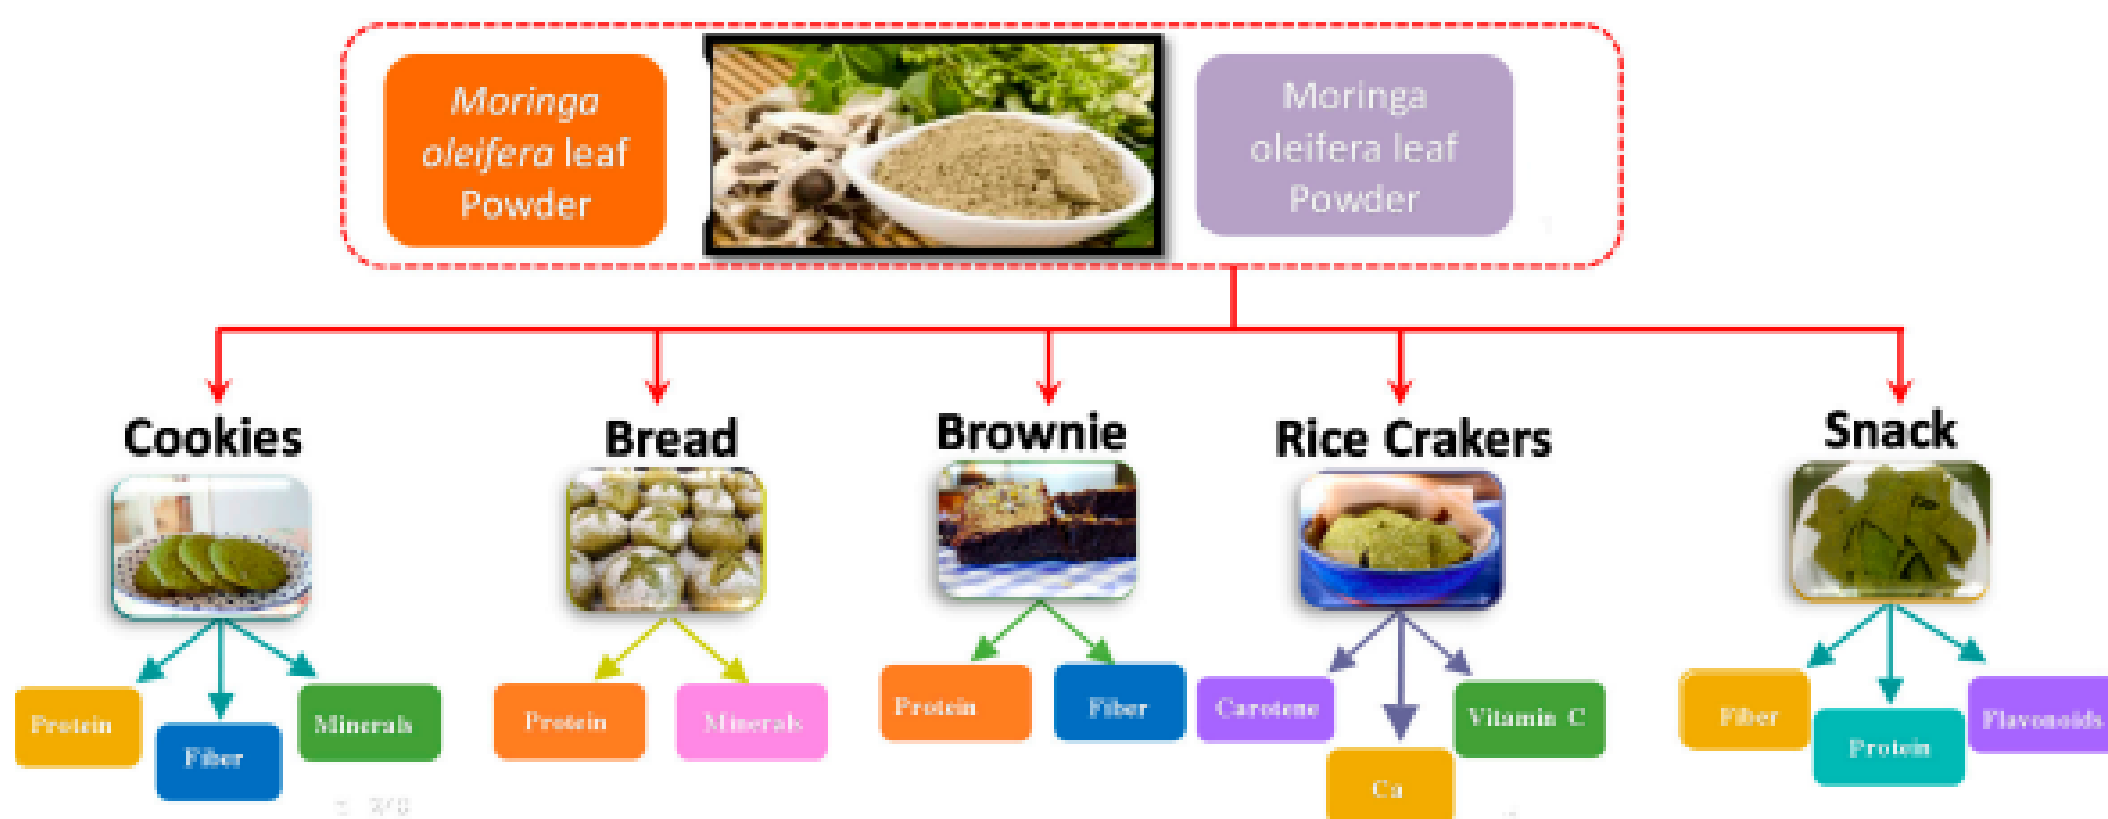 Moringa
oleifera leaf
Powder
Moringa
oleifera leaf
Powder
Cookies
Bread
Brownie
Rice Crakers
Snack
Protein
Fiber
Minerals
Protein
Minerals
Protein
Fiber
Carotene
Ca
Vitamin C
Fiber
Protein
Flavonoids